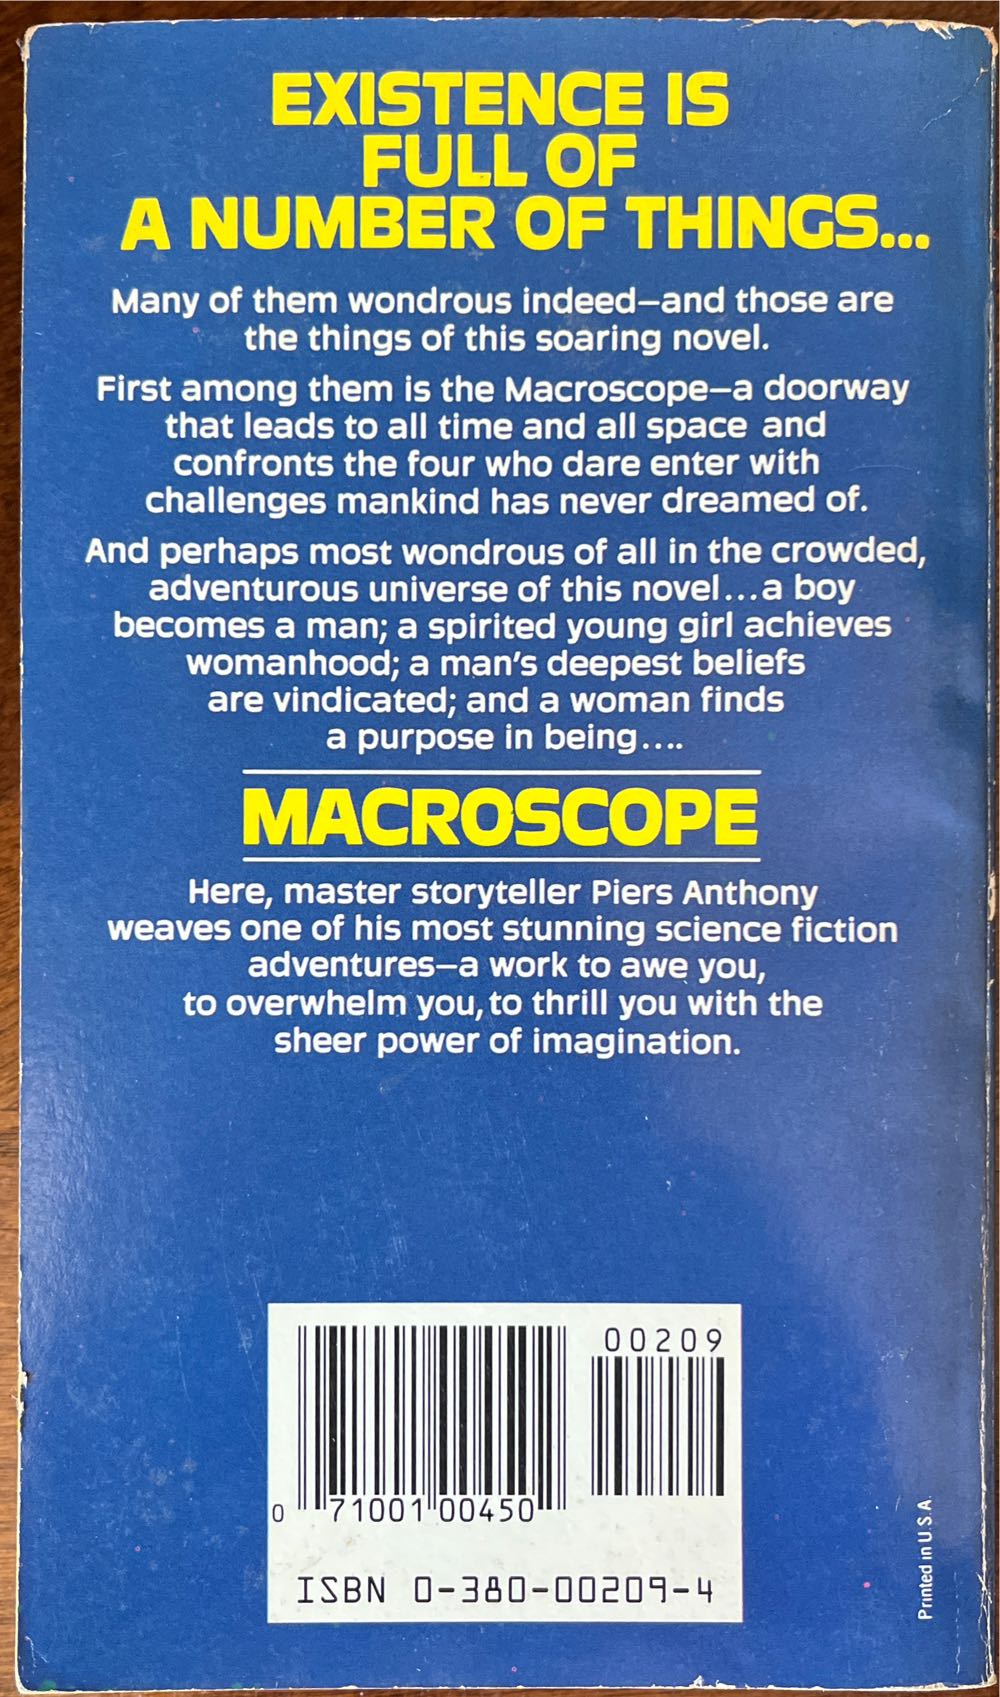 EXISTENCE IS
FULL OF
A NUMBER OF THINGS...
Many of them wondrous indeed—and those are
the things of this soaring novel.
First among them is the Macroscope—a doorway
that leads to all time and all space and
confronts the four who dare enter with
challenges mankind has never dreamed of.
And perhaps most wondrous of all in the crowded,
adventurous universe of this novel...a boy
becomes a man; a spirited young girl achieves
womanhood; a man's deepest beliefs
are vindicated; and a woman finds
a purpose in being....
MACROSCOPE
Here, master storyteller Piers Anthony
weaves one of his most stunning science fiction
adventures—a work to awe you,
to overwhelm you, to thrill you with the
sheer power of imagination.
00209
0 71001 00450
ISBN 0-380-00209-4
Printed in U.S.A.